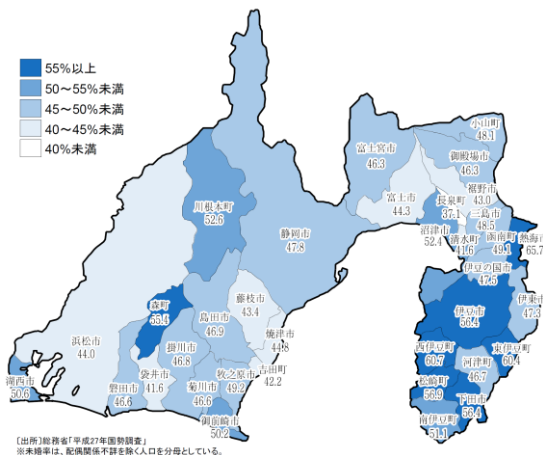 55%以上
50～55%未満
45～50%未満
40～45%未満
40%未満
小山町
48.1
御殿場市
46.3
富士宮市
46.3
裾野市
43.0
富士市
44.3
長泉町
37.1
三島市
48.5
沼津市
52.4
清水町
41.6
函南町
49.1
熱海市
65.7
伊豆の国市
47.5
伊東市
47.3
伊豆市
56.4
西伊豆町
60.7
東伊豆町
60.4
河津町
46.7
松崎町
56.9
下田市
56.4
南伊豆町
51.1
川根本町
52.6
静岡市
47.8
藤枝市
43.4
島田市
46.9
焼津市
44.8
吉田町
42.2
森町
55.4
浜松市
44.0
掛川市
46.8
袋井市
41.6
牧之原市
49.2
菊川市
46.6
磐田市
46.6
湖西市
50.6
御前崎市
50.2
〔出所〕総務省「平成27年国勢調査」
※未婚率は、配偶関係不詳を除く人口を分母としている。